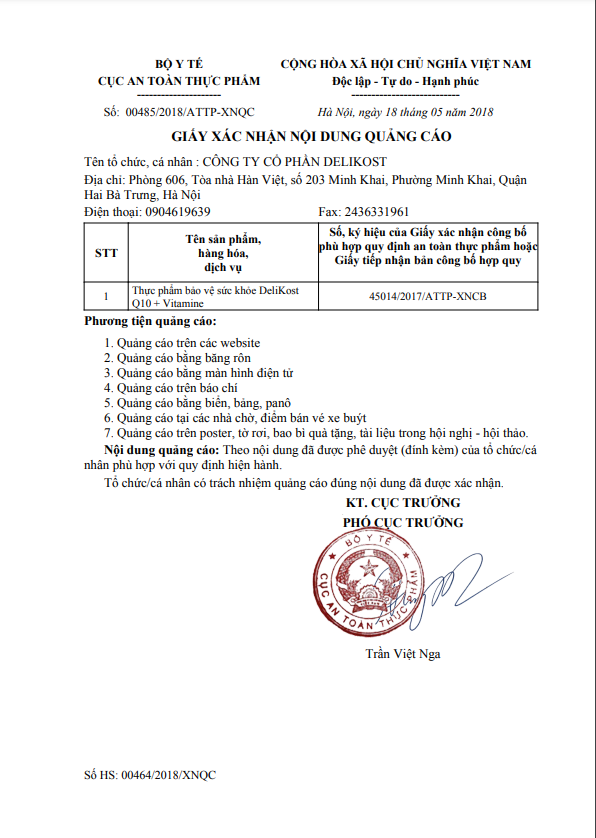 BỘ Y TẾ
CỤC AN TOÀN THỰC PHẨM
---------------------
Số: 00485/2018/ATTP-XNQC
CỘNG HÒA XÃ HỘI CHỦ NGHĨA VIỆT NAM
Độc lập - Tự do - Hạnh phúc
---------------------------
Hà Nội, ngày 18 tháng 05 năm 2018
GIẤY XÁC NHẬN NỘI DUNG QUẢNG CÁO
Tên tổ chức, cá nhân : CÔNG TY CỔ PHẦN DELIKOST
Địa chỉ: Phòng 606, Tòa nhà Hàn Việt, số 203 Minh Khai, Phường Minh Khai, Quận
Hai Bà Trưng, Hà Nội
Điện thoại: 0904619639 Fax: 2436331961
STT
Tên sản phẩm,
hàng hóa,
dịch vụ
Số, ký hiệu của Giấy xác nhận công bố
phù hợp quy định an toàn thực phẩm hoặc
Giấy tiếp nhận bản công bố hợp quy
1
Thực phẩm bảo vệ sức khỏe DeliKost
Q10 + Vitamine
45014/2017/ATTP-XNCB
Phương tiện quảng cáo:
1. Quảng cáo trên các website
2. Quảng cáo bằng băng rôn
3. Quảng cáo bằng màn hình điện tử
4. Quảng cáo trên báo chí
5. Quảng cáo bằng biển, bảng, panô
6. Quảng cáo tại các nhà chờ, điểm bán vé xe buýt
7. Quảng cáo trên poster, tờ rơi, bao bì quà tặng, tài liệu trong hội nghị - hội thảo.
Nội dung quảng cáo: Theo nội dung đã được phê duyệt (đính kèm) của tổ chức/cá
nhân phù hợp với quy định hiện hành.
Tổ chức/cá nhân có trách nhiệm quảng cáo đúng nội dung đã được xác nhận.
KT. CỤC TRƯỞNG
PHÓ CỤC TRƯỞNG
BỘ Y TẾ
CỤC AN TOÀN THỰC PHẨM
Trần Việt Nga
Số HS: 00464/2018/XNQC